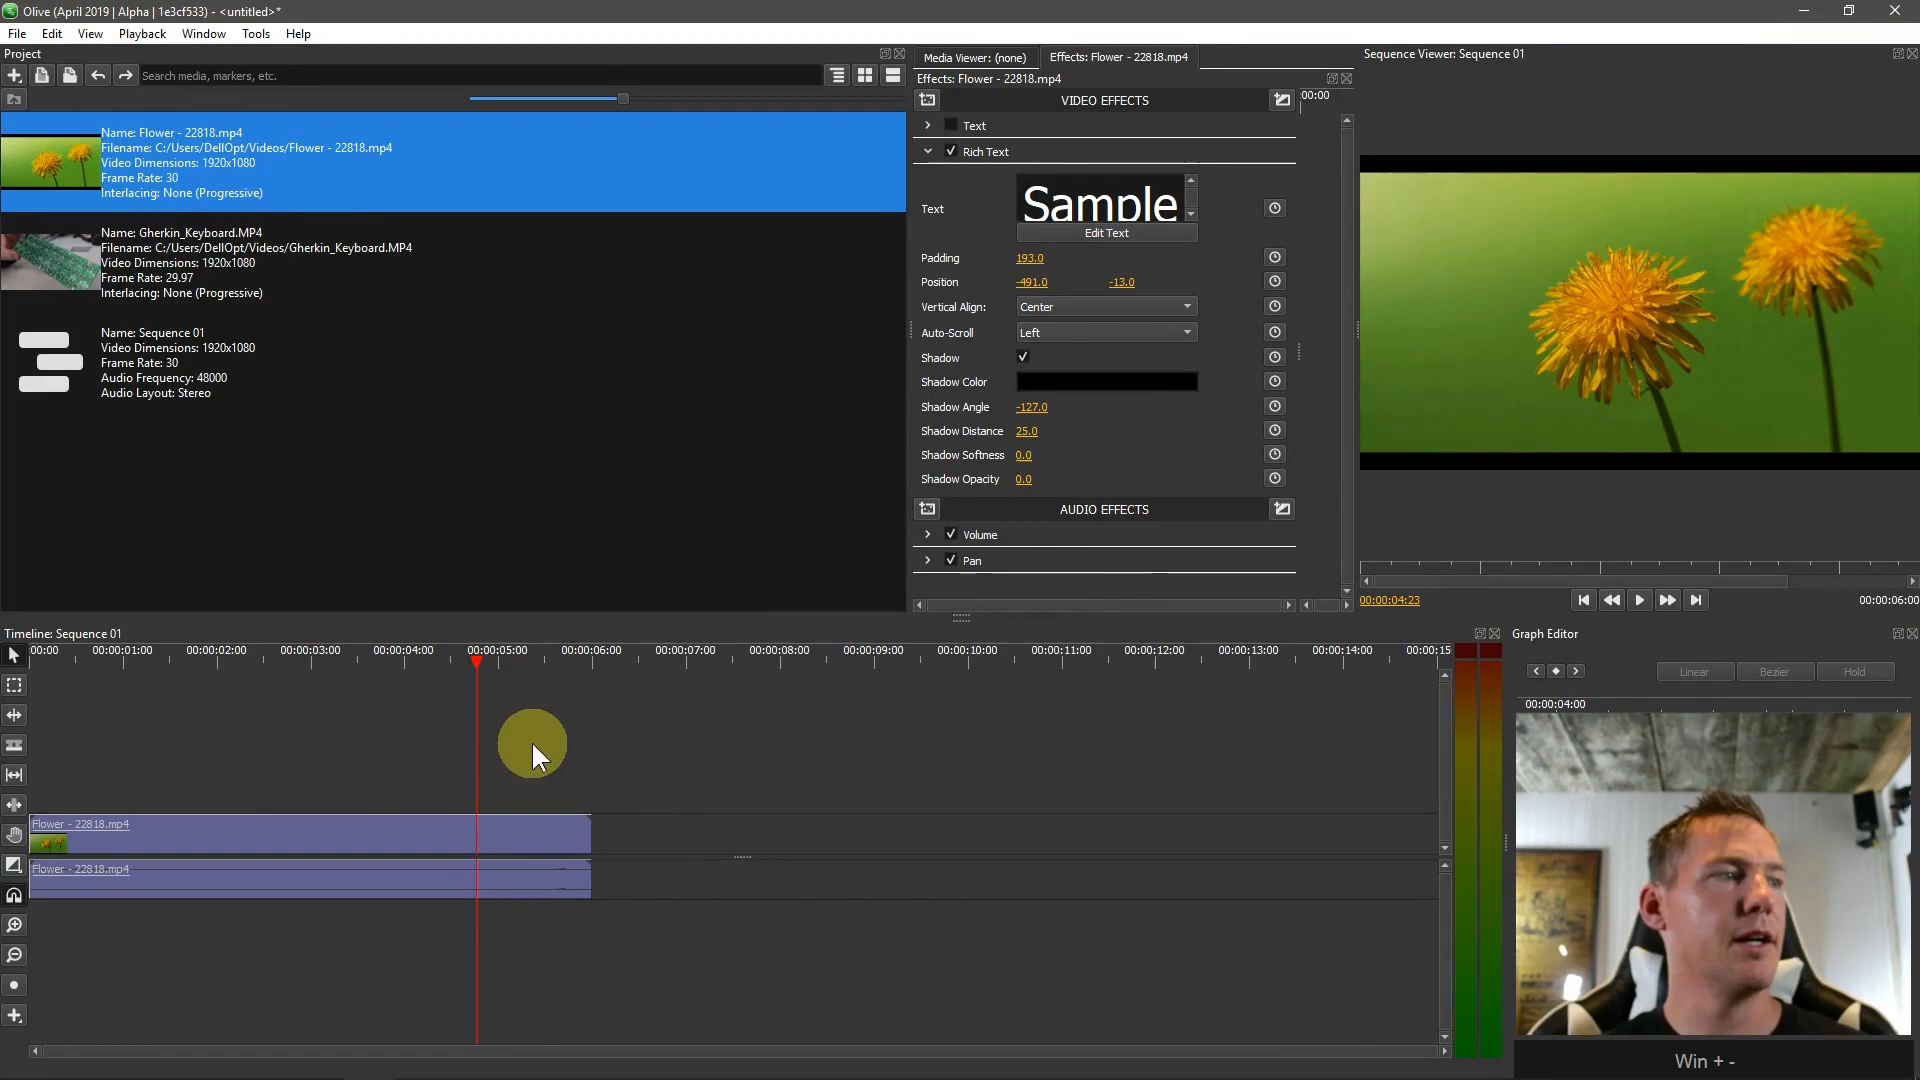 Olive (April 2019 | Alpha | 1e3cf533) - <untitled>*
File Edit View Playback Window Tools Help
Project
Search media, markers, etc.
Name: Flower - 22818.mp4
Filename: C:/Users/DellOpt/Videos/Flower - 22818.mp4
Video Dimensions: 1920x1080
Frame Rate: 30
Interlacing: None (Progressive)
Name: Gherkin_Keyboard.MP4
Filename: C:/Users/DellOpt/Videos/Gherkin_Keyboard.MP4
Video Dimensions: 1920x1080
Frame Rate: 29.97
Interlacing: None (Progressive)
Name: Sequence 01
Video Dimensions: 1920x1080
Frame Rate: 30
Audio Frequency: 48000
Audio Layout: Stereo
Media Viewer: (none) Effects: Flower - 22818.mp4
Effects: Flower - 22818.mp4
VIDEO EFFECTS :00:00
Text
Rich Text
Text Sample
Edit Text
Padding 193.0
Position -491.0 -13.0
Vertical Align: Center
Auto-Scroll Left
Shadow
Shadow Color
Shadow Angle -127.0
Shadow Distance 25.0
Shadow Softness 0.0
Shadow Opacity 0.0
AUDIO EFFECTS
Volume
Pan
Sequence Viewer: Sequence 01
00:00:04:23 00:00:06:00
Timeline: Sequence 01
:00:00 00:00:01:00 00:00:02:00 00:00:03:00 00:00:04:00 00:00:05:00 00:00:06:00 00:00:07:00 00:00:08:00 00:00:09:00 00:00:10:00 00:00:11:00 00:00:12:00 00:00:13:00 00:00:14:00 00:00:15
Flower - 22818.mp4
Flower - 22818.mp4
Graph Editor
Linear Bezier Hold
00:00:04:00
Win + -